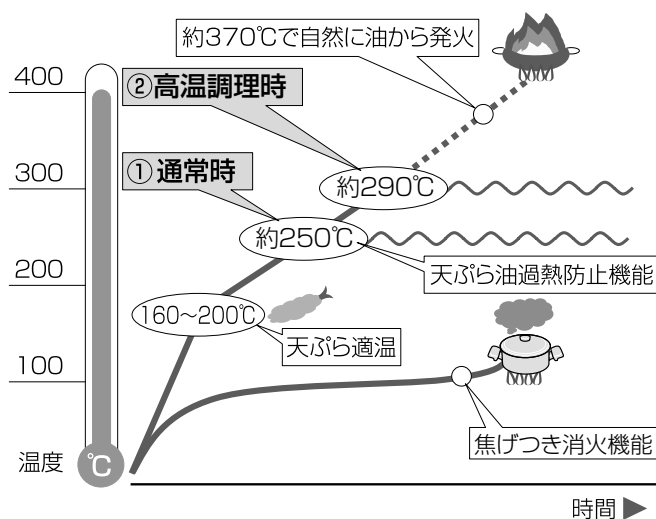 約370℃で自然に油から発火
400
②高温調理時
①通常時
300
約290℃
約250℃
200
天ぷら油過熱防止機能
160～200℃
天ぷら適温
100
焦げつき消火機能
温度
℃
時間 ▶